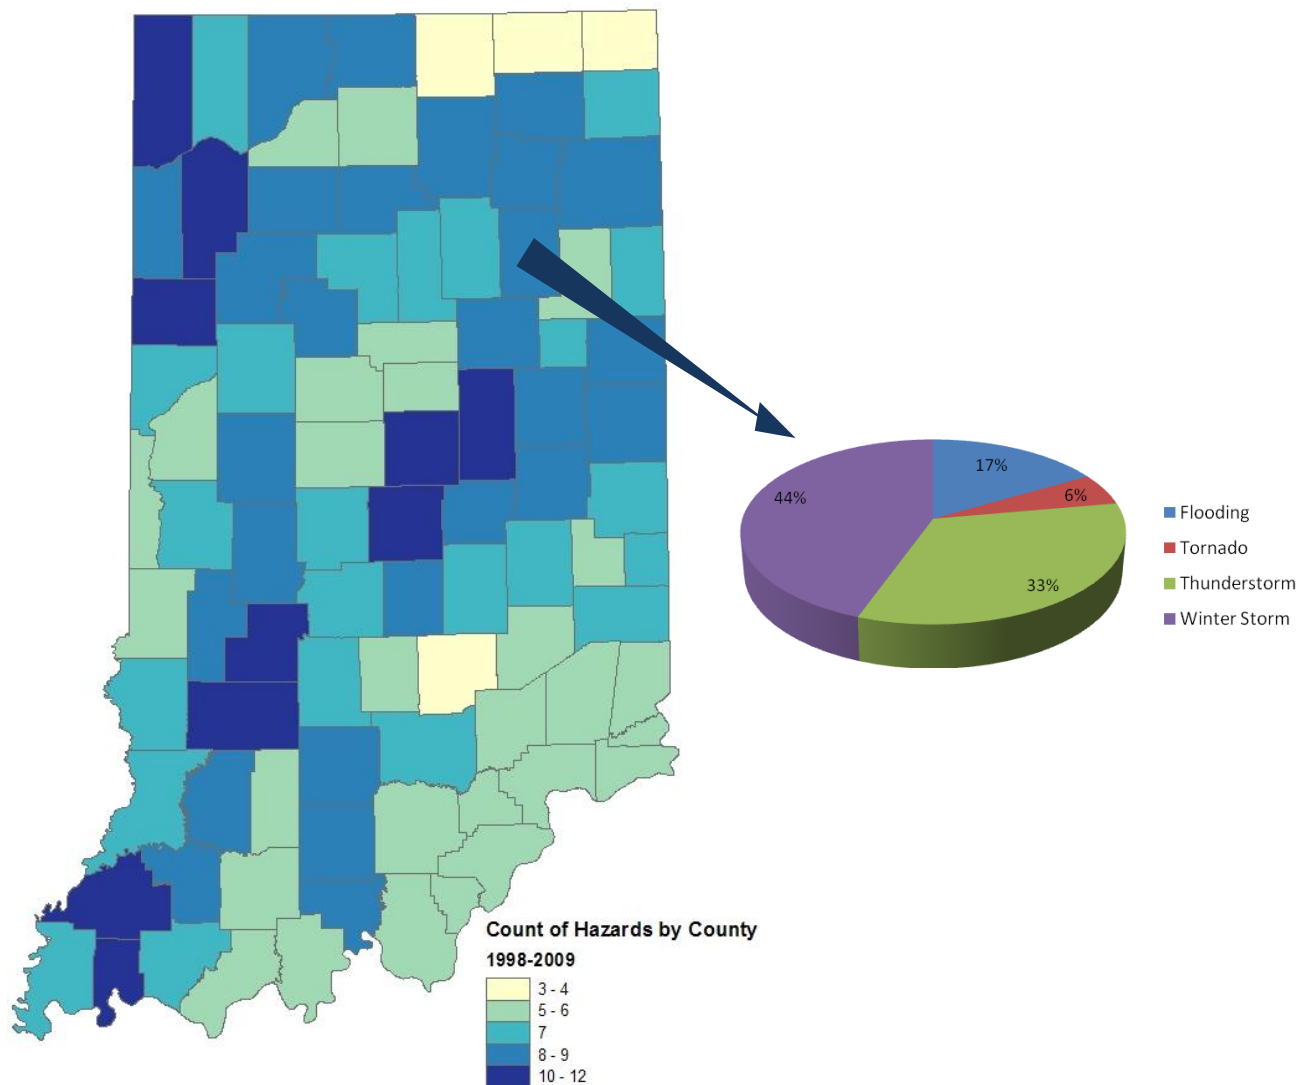 17%
6%
44%
33%
Flooding
Tornado
Thunderstorm
Winter Storm
Count of Hazards by County
1998-2009
3 - 4
5 - 6
7
8 - 9
10 - 12